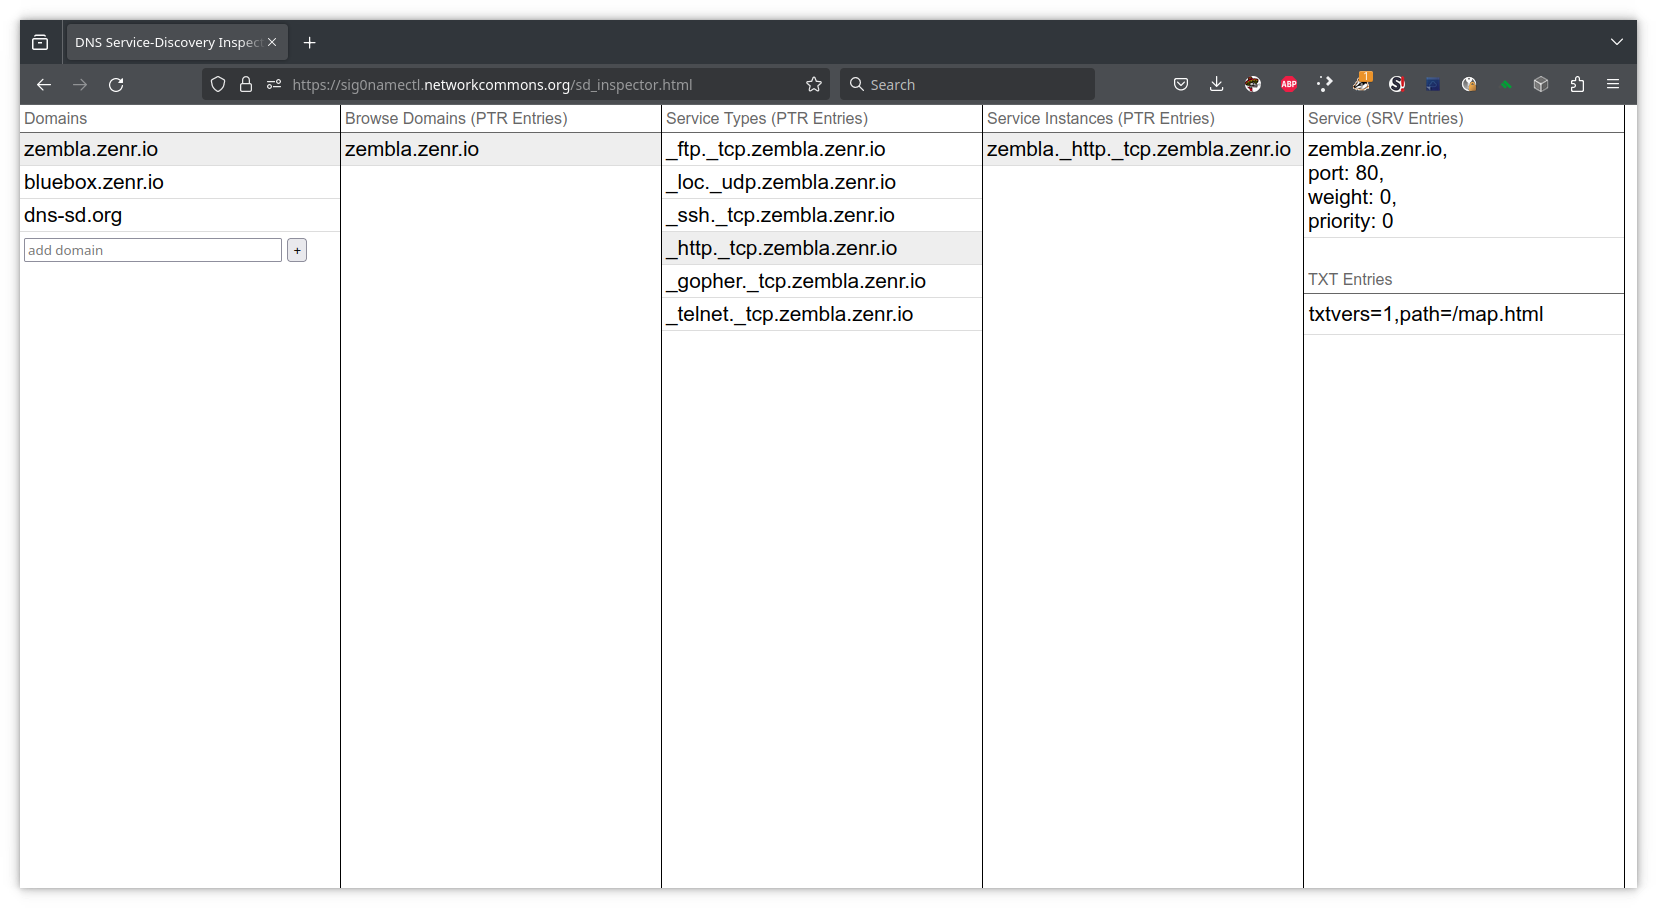 DNS Service-Discovery Inspect
https://sig0namectl.networkcommons.org/sd_inspector.html
Search
ABP
1
Domains
zembla.zenr.io
bluebox.zenr.io
dns-sd.org
add domain
+
Browse Domains (PTR Entries)
zembla.zenr.io
Service Types (PTR Entries)
_ftp._tcp.zembla.zenr.io
_loc._udp.zembla.zenr.io
_ssh._tcp.zembla.zenr.io
_http._tcp.zembla.zenr.io
_gopher._tcp.zembla.zenr.io
_telnet._tcp.zembla.zenr.io
Service Instances (PTR Entries)
zembla._http._tcp.zembla.zenr.io
Service (SRV Entries)
zembla.zenr.io,
port: 80,
weight: 0,
priority: 0
TXT Entries
txtvers=1,path=/map.html